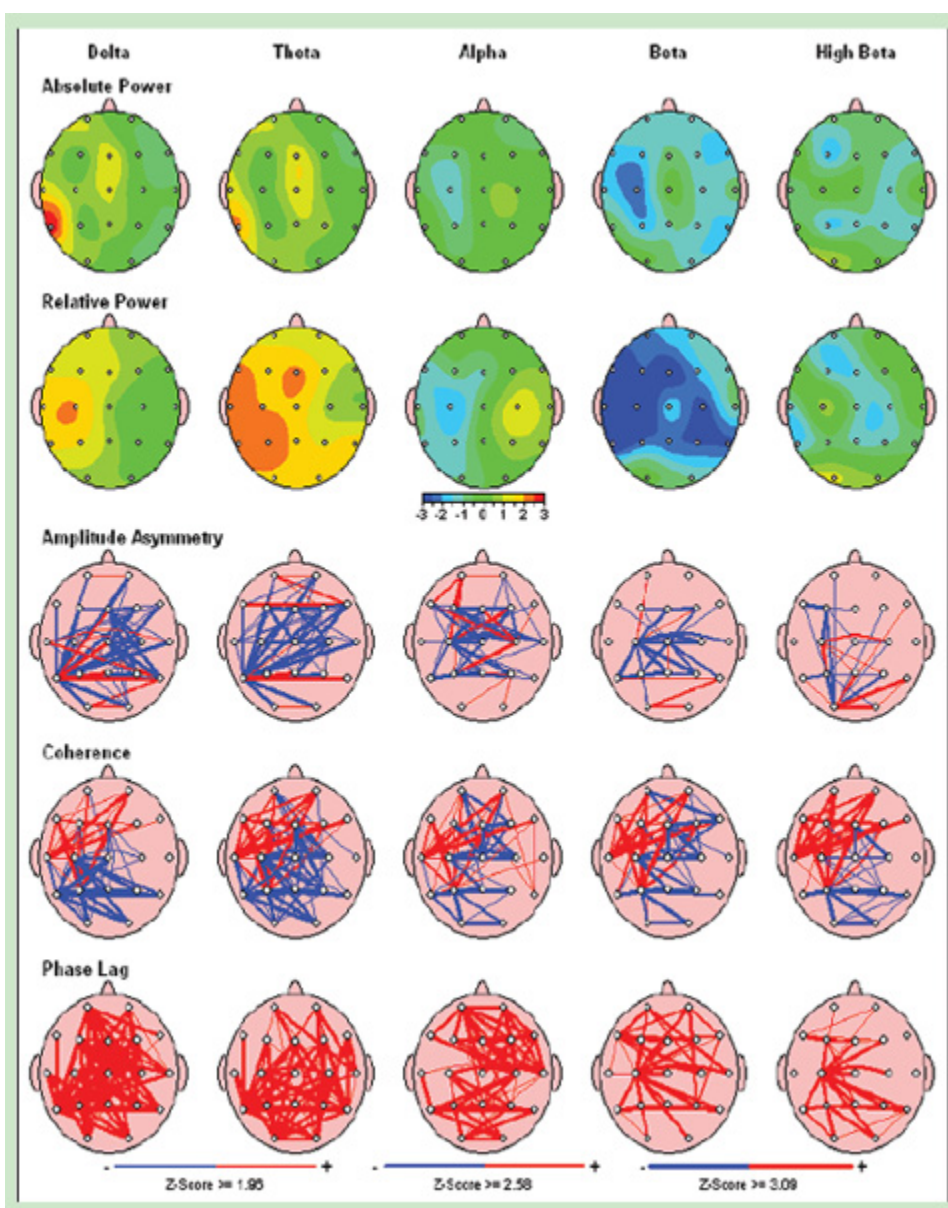 Delta Theta Alpha Beta High Beta
Absolute Power
Relative Power
-3 -2 -1 0 1 2 3
Amplitude Asymmetry
Coherence
Phase Lag
- + - + - +
Z-Score >= 1.96 Z-Score >= 2.58 Z-Score >= 3.09